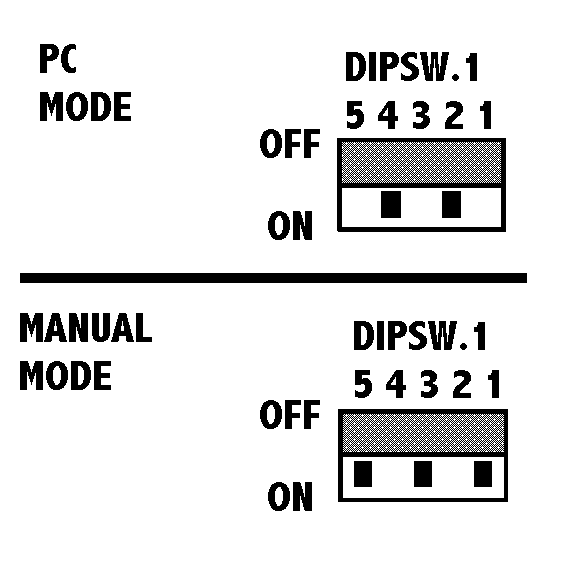 PC
MODE
DIPSW.1
5 4 3 2 1
OFF
ON
MANUAL
MODE
DIPSW.1
5 4 3 2 1
OFF
ON